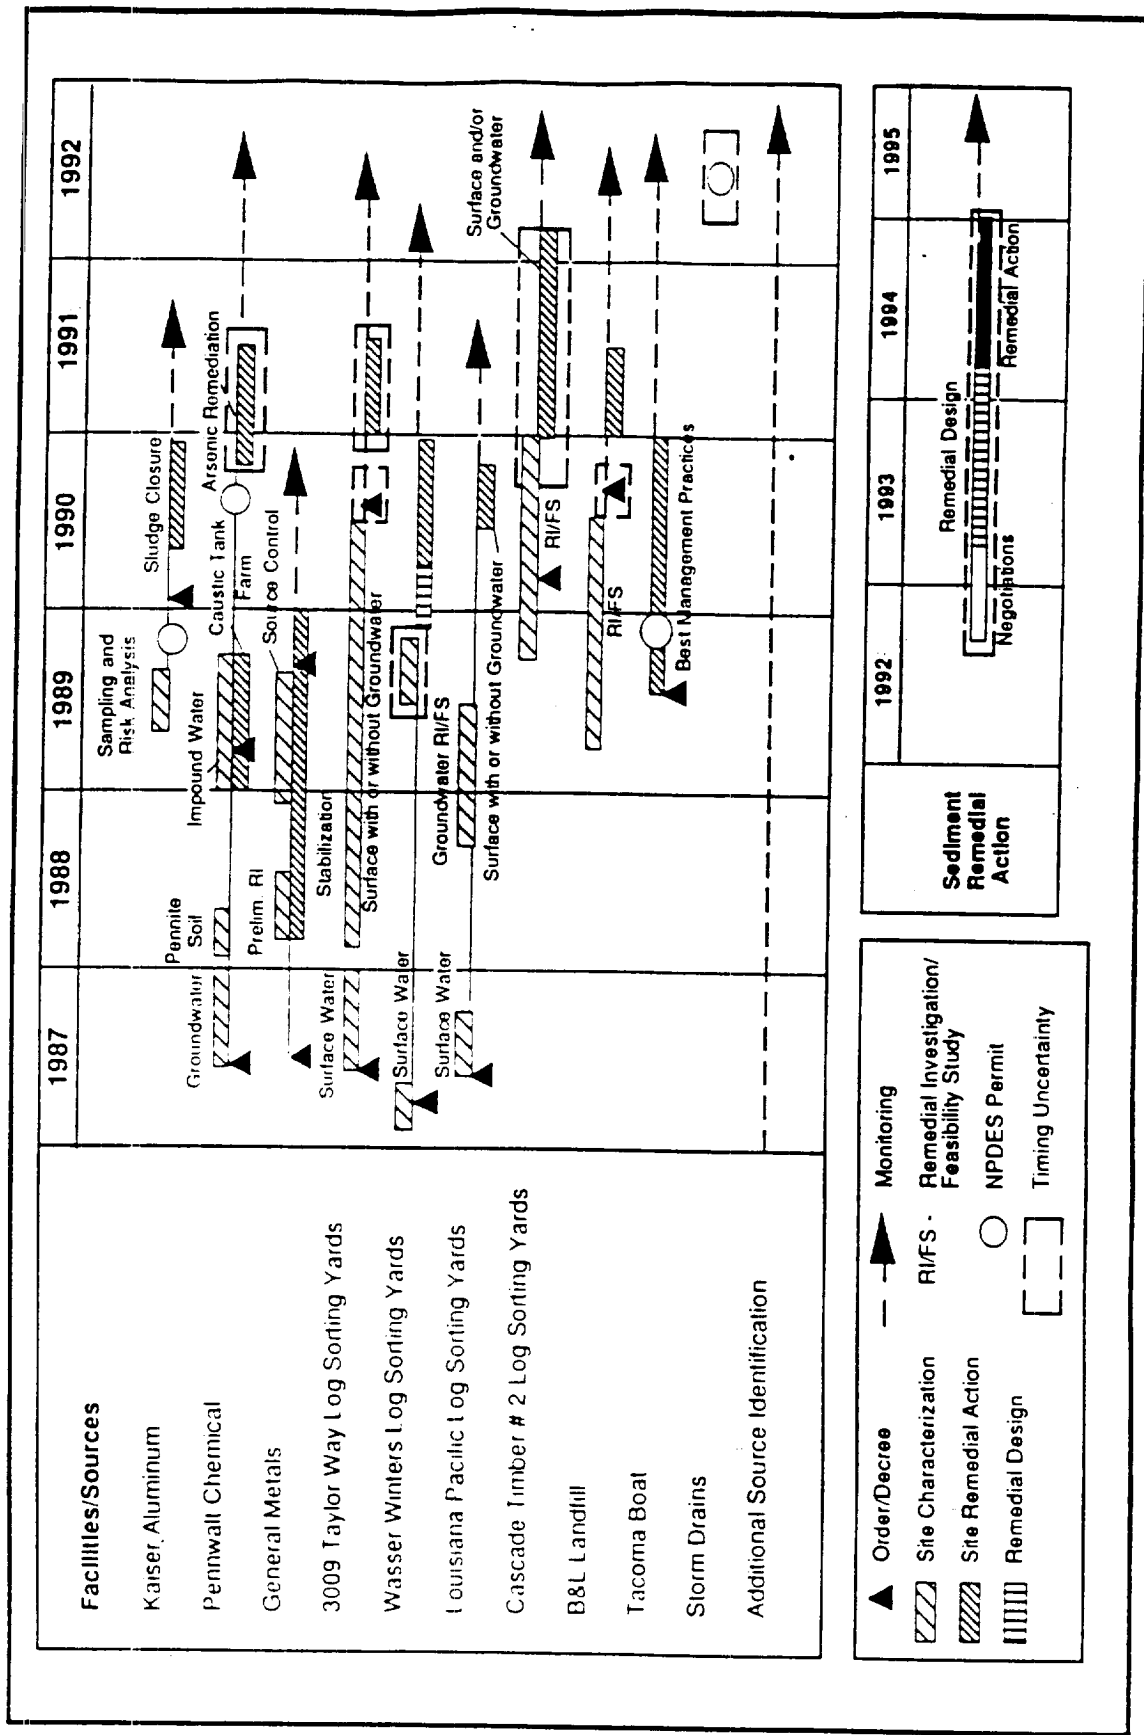 1987
1988
1989
1990
1991
1992
Facilities/Sources
Kaiser Aluminum
Sampling and
Risk Analysis
Sludge Closure
Pennwalt Chemical
Groundwater
Pennite
Soil
Impound Water
Caustic Tank
Farm
Arsenic Romediation
General Metals
Prelim. RI
Source Control
Stabilization
3009 Taylor Way Log Sorting Yards
Surface Water
Surface with or without Groundwater
Wasser Winters Log Sorting Yards
Surface Water
Louisiana Pacific Log Sorting Yards
Surface Water
Groundwater RI/FS
Surface with or without Groundwater
Cascade Timber # 2 Log Sorting Yards
RI/FS
Surface and/or
Groundwater
B&L Landfill
RI/FS
Tacoma Boat
Best Management Practices
Storm Drains
Additional Source Identification
Order/Decree
Site Characterization
Site Remedial Action
Remedial Design
Monitoring
RI/FS - Remedial Investigation/
Feasibility Study
NPDES Permit
Timing Uncertainty
1992
1993
1994
1995
Sediment
Remedial
Action
Negotiations
Remedial Design
Remedial Action